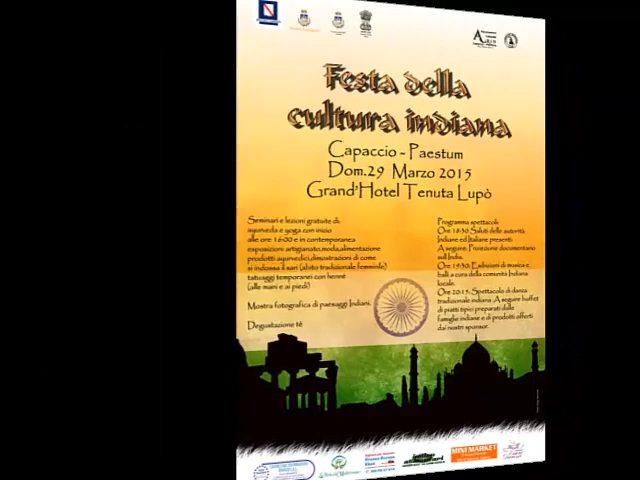 Festa della
cultura indiana
Capaccio - Paestum
Dom.29 Marzo 2015
Grand'Hotel Tenuta Lupò
Seminari e lezioni gratuite di:
ayurveda e yoga con inizio
alle ore 16:00 e in contemporanea
esposizioni artigianato,moda,alimentazione
prodotti ayurvedici,dimostrazioni di come
si indossa il sari (abito tradizionale femminile)
tatuaggi temporanei con henné
(alle mani e ai piedi)
Mostra fotografica di paesaggi Indiani.
Degustazione tè
Programma spettacoli:
Ore 18:30 Saluti delle autorità
Indiane ed Italiane presenti.
A seguire: Proiezione documentario
sull'India.
Ore 19:30: Esibizioni di musica e
balli a cura della comunità Indiana
locale.
Ore 20:15: Spettacolo di danza
tradizionale indiana. A seguire buffet
di piatti tipici preparati dalle
famiglie indiane e di prodotti offerti
dai nostri sponsor.
MINI MARKET